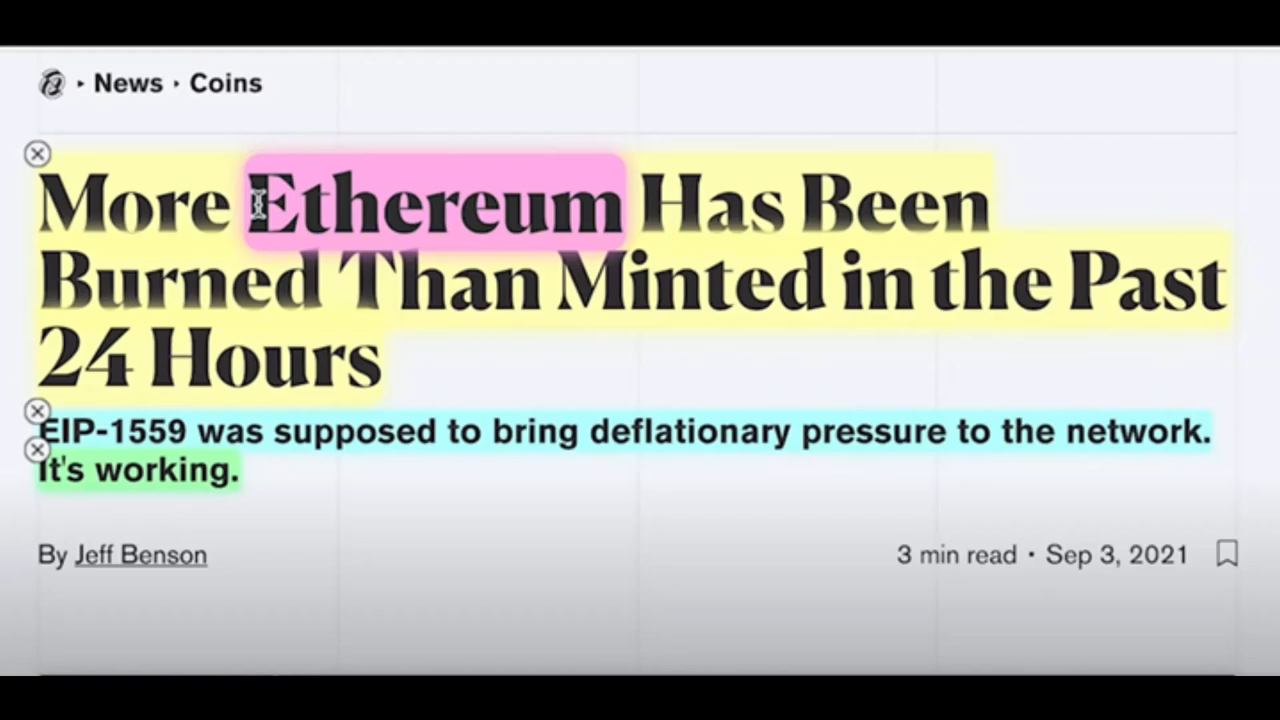 News ‣ Coins
More Ethereum Has Been
Burned Than Minted in the Past
24 Hours
EIP-1559 was supposed to bring deflationary pressure to the network.
It's working.
By Jeff Benson
3 min read • Sep 3, 2021